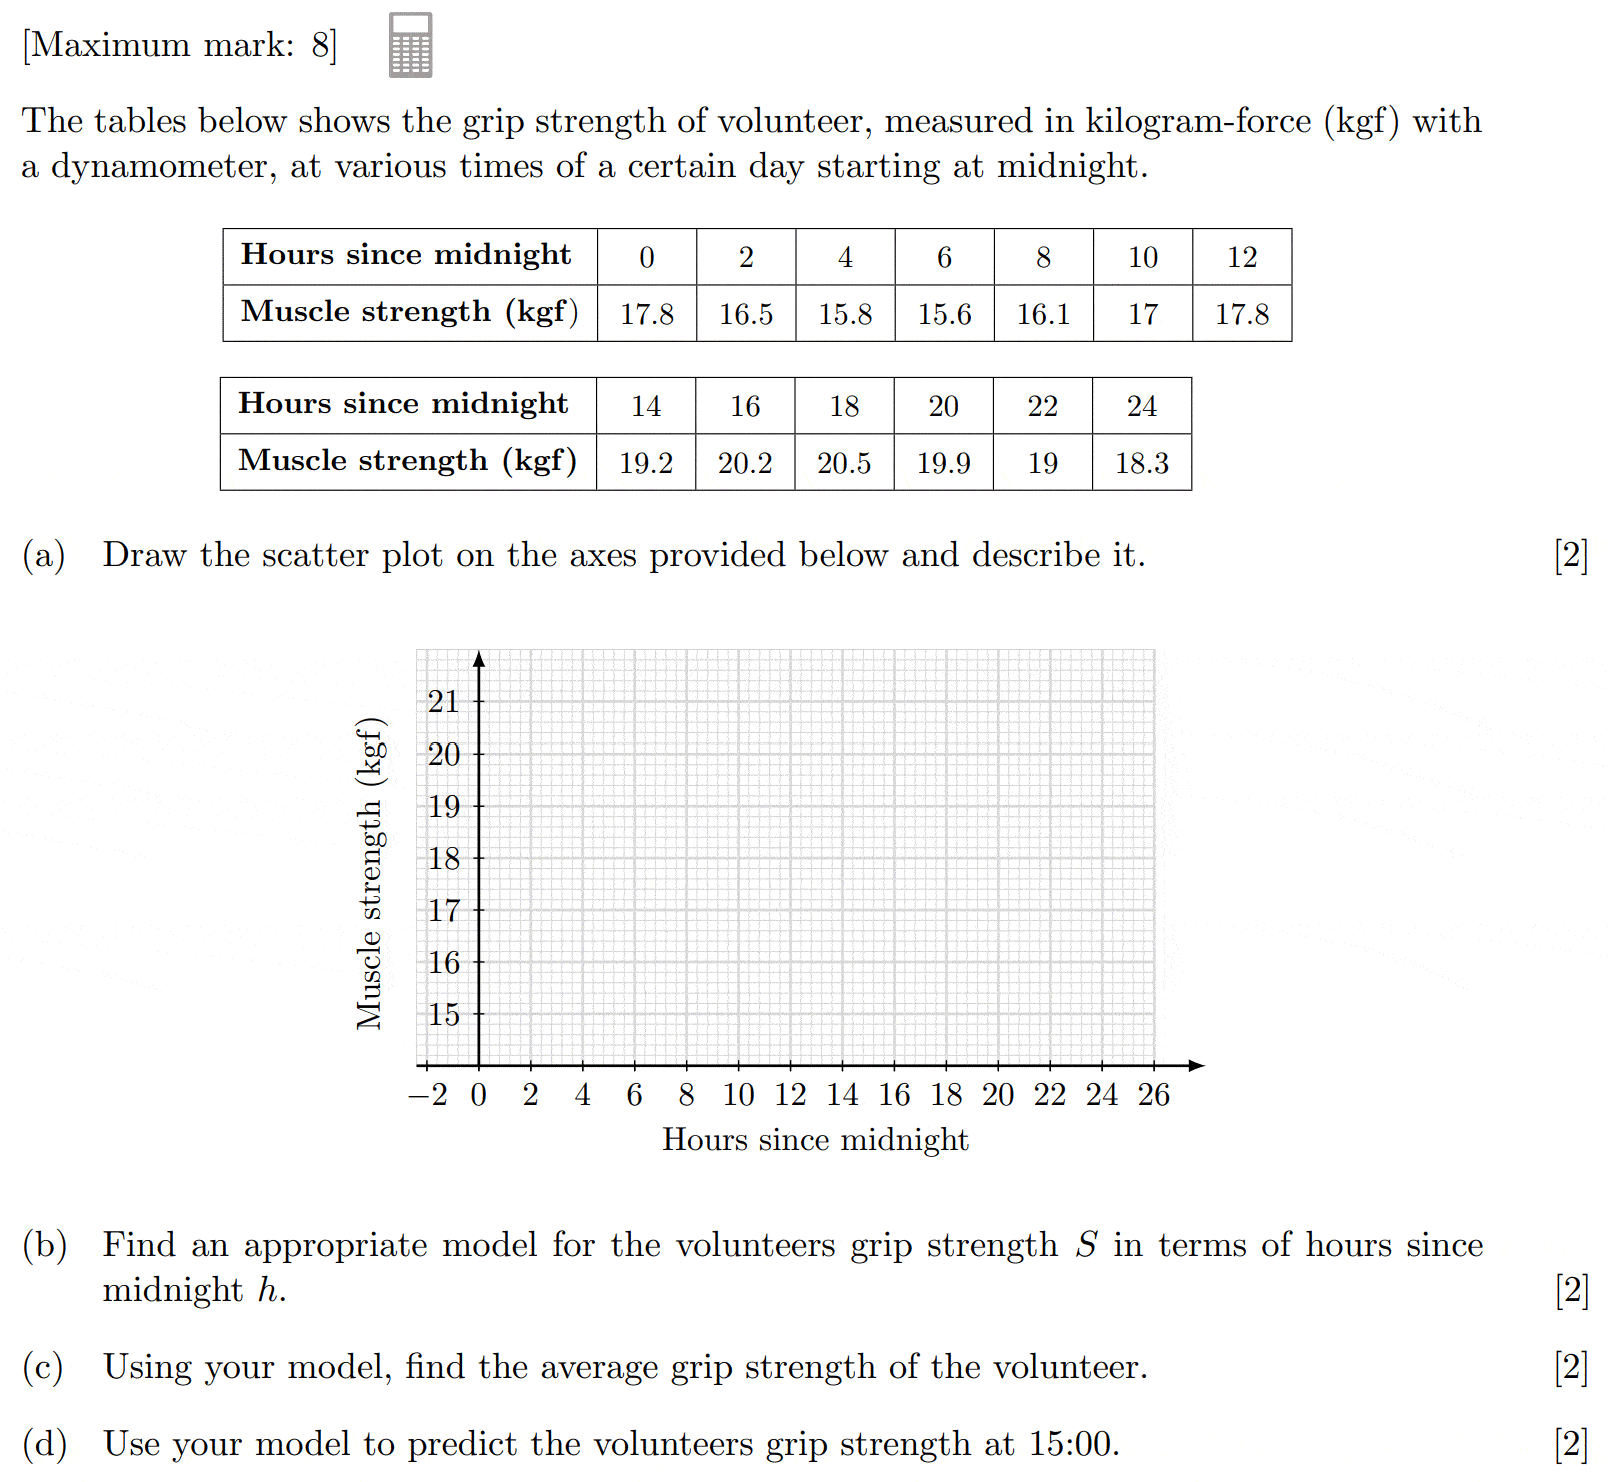 [Maximum mark: 8]
The tables below shows the grip strength of volunteer, measured in kilogram-force (kgf) with
a dynamometer, at various times of a certain day starting at midnight.
Hours since midnight 0 2 4 6 8 10 12
Muscle strength (kgf) 17.8 16.5 15.8 15.6 16.1 17 17.8
Hours since midnight 14 16 18 20 22 24
Muscle strength (kgf) 19.2 20.2 20.5 19.9 19 18.3
(a) Draw the scatter plot on the axes provided below and describe it. [2]
Muscle strength (kgf)
21
20
19
18
17
16
15
−2 0 2 4 6 8 10 12 14 16 18 20 22 24 26
Hours since midnight
(b) Find an appropriate model for the volunteers grip strength S in terms of hours since
midnight h. [2]
(c) Using your model, find the average grip strength of the volunteer. [2]
(d) Use your model to predict the volunteers grip strength at 15:00. [2]